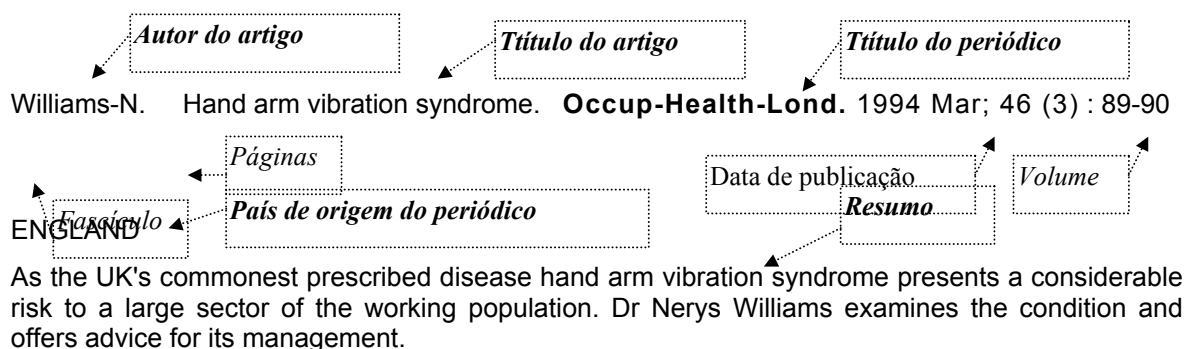 Autor do artigo
Ttítulo do artigo
Ttítulo do periódico
Williams-N. Hand arm vibration syndrome. Occup-Health-Lond. 1994 Mar; 46 (3) : 89-90
Páginas
Data de publicação
Volume
Fascículo
País de origem do periódico
Resumo
ENGLAND
As the UK's commonest prescribed disease hand arm vibration syndrome presents a considerable
risk to a large sector of the working population. Dr Nerys Williams examines the condition and
offers advice for its management.